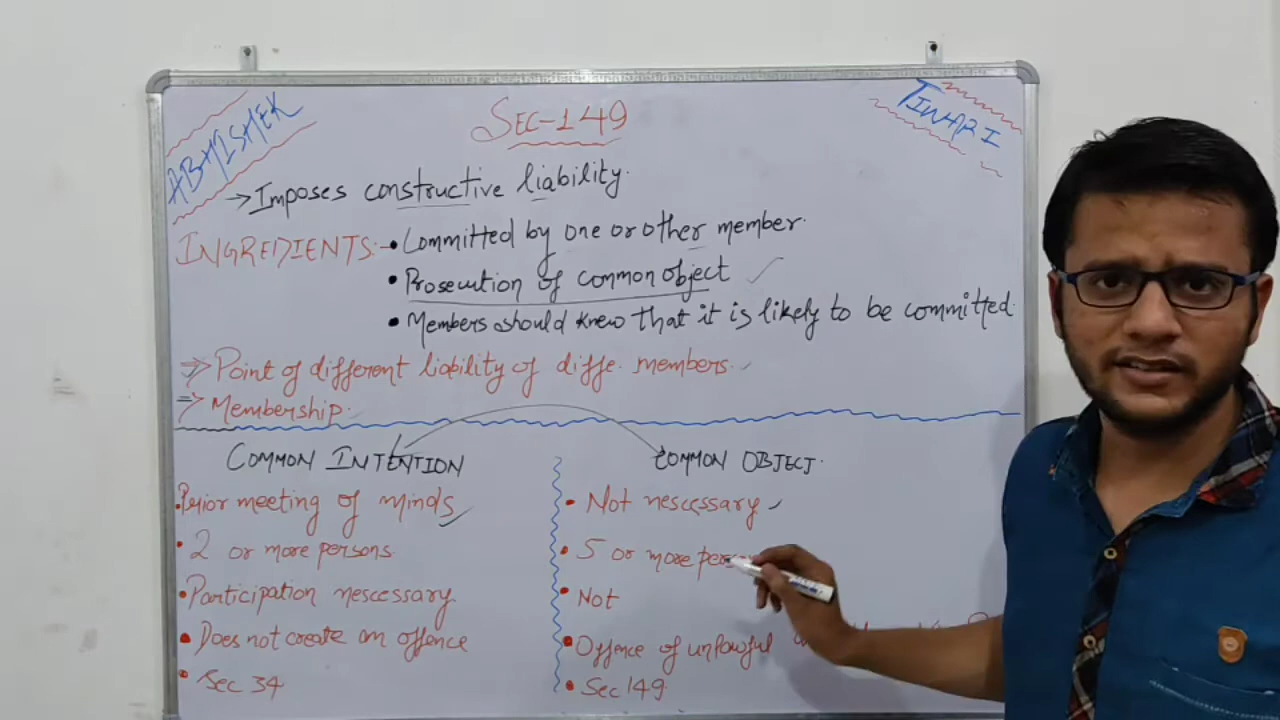 ABHISHEK
SEC-149
TIWARI
→Imposes constructive liability.
INGREDIENTS:- • Committed by one or other member.
• Prosecution of common object
• Members should knew that it is likely to be committed.
⇒ Point of different liability of diffe. members.
⇒ Membership.
COMMON INTENTION
• Prior meeting of minds
• 2 or more persons.
• Participation nescessary
• Does not create an offence
• Sec 34
COMMON OBJECT.
• Not nescessary
• 5 or more
• Not
• Offence of unlawful
• Sec 149